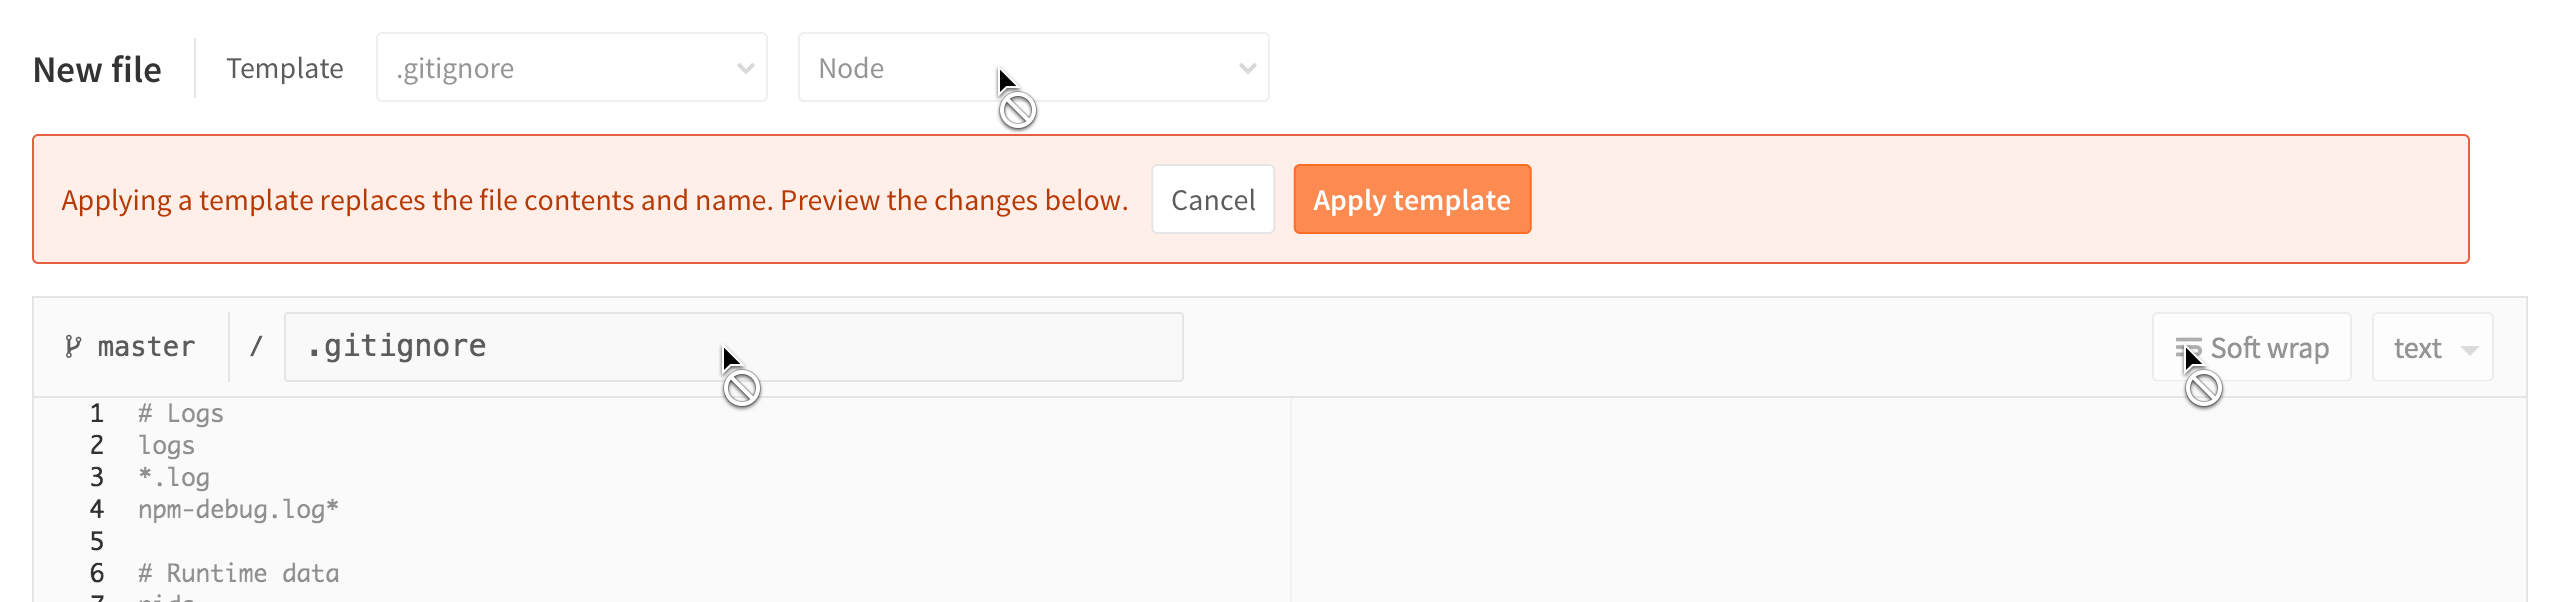 New file Template .gitignore Node
Applying a template replaces the file contents and name. Preview the changes below. Cancel Apply template
master / .gitignore Soft wrap text
1 # Logs
2 logs
3 *.log
4 npm-debug.log*
5
6 # Runtime data